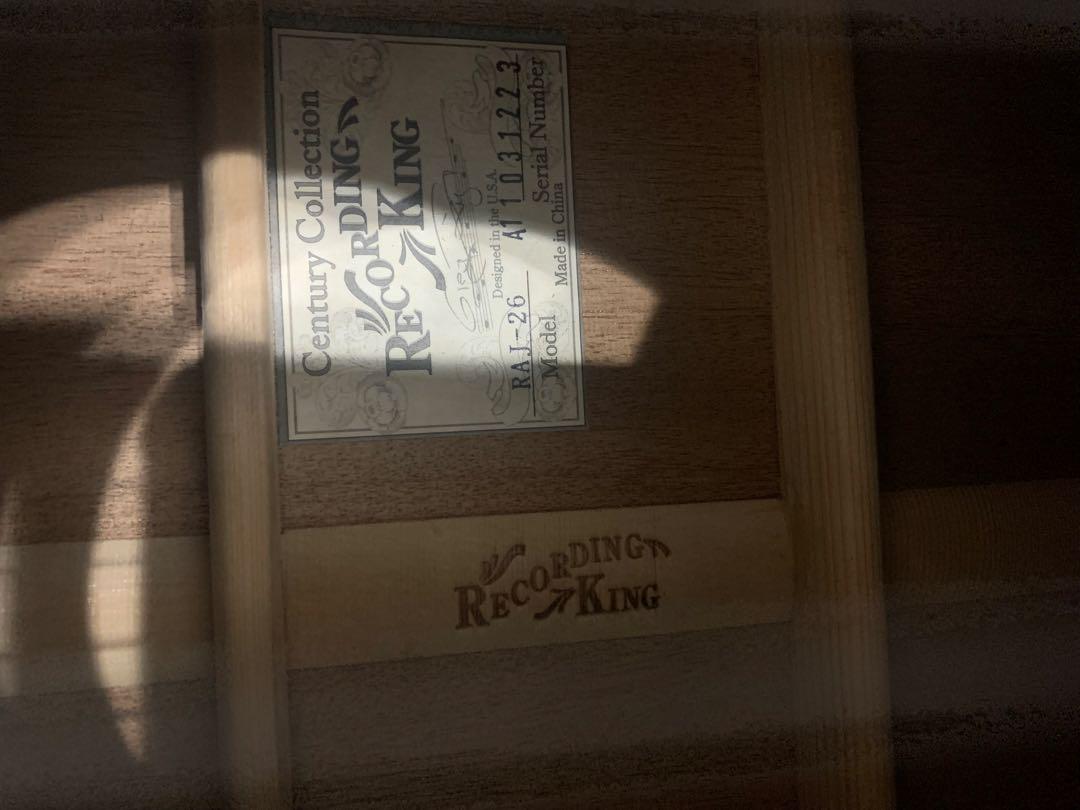 Century Collection
RECORDING
KING
Designed in the U.S.A.
RAJ-26 A11031223
Model Serial Number
Made in China
RECORDING
KING